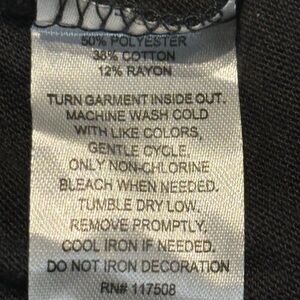 50% POLYESTER
38% COTTON
12% RAYON
TURN GARMENT INSIDE OUT.
MACHINE WASH COLD
WITH LIKE COLORS,
GENTLE CYCLE.
ONLY NON-CHLORINE
BLEACH WHEN NEEDED.
TUMBLE DRY LOW.
REMOVE PROMPTLY.
COOL IRON IF NEEDED.
DO NOT IRON DECORATION
RN# 117508